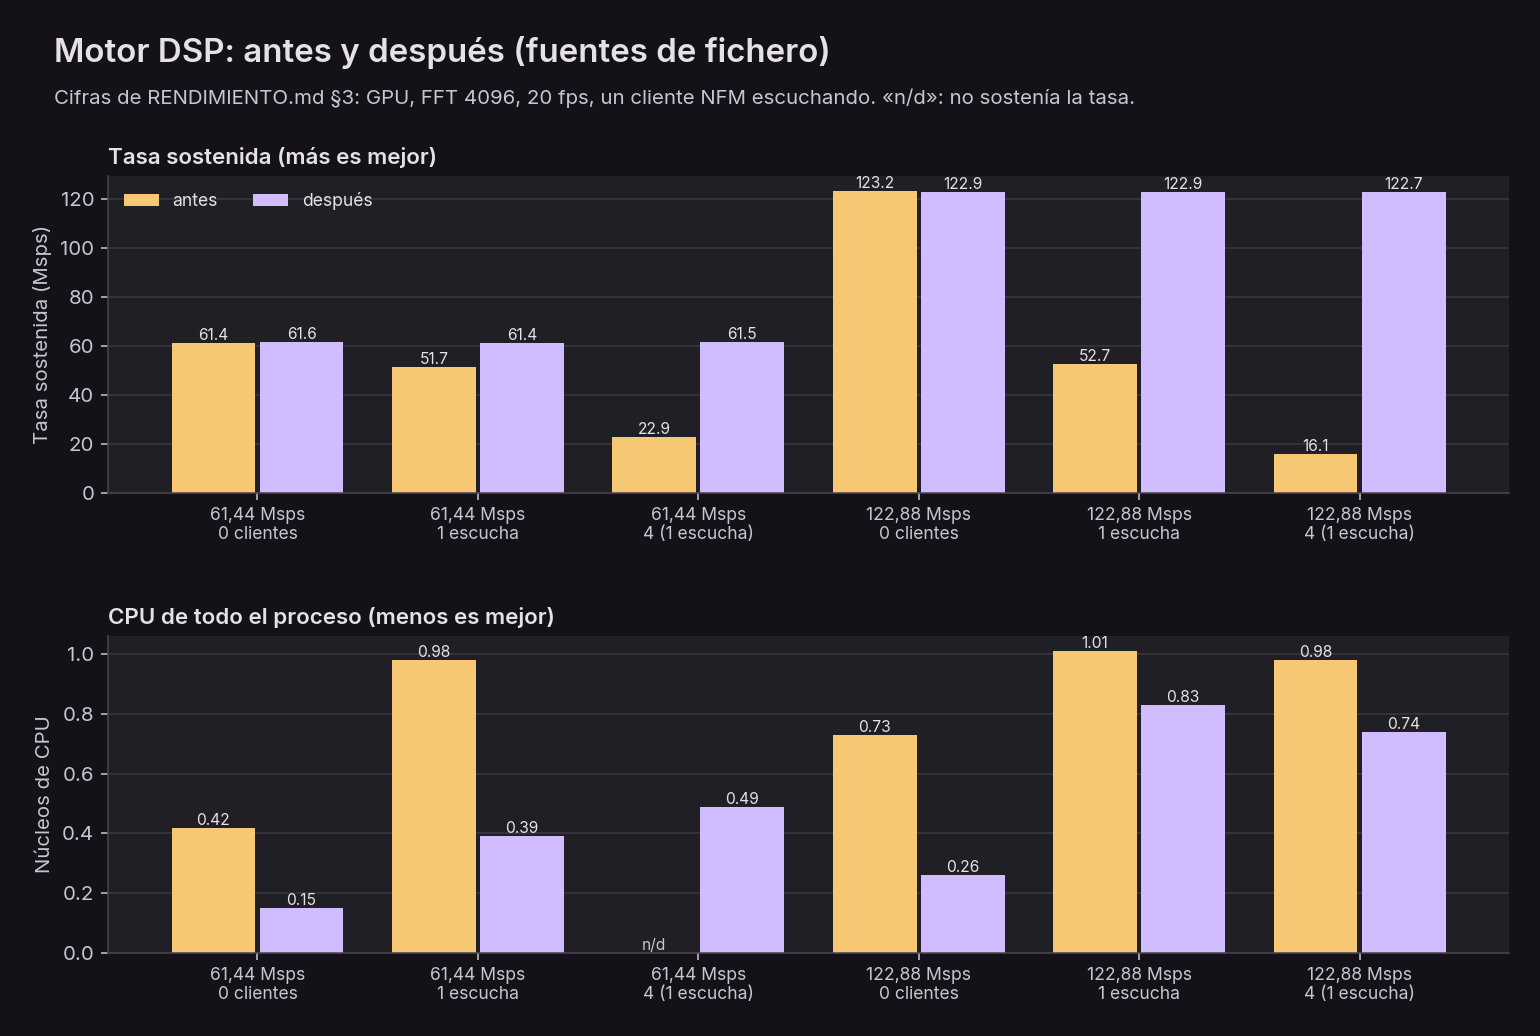 Motor DSP: antes y después (fuentes de fichero)
Cifras de RENDIMIENTO.md §3: GPU, FFT 4096, 20 fps, un cliente NFM escuchando. «n/d»: no sostenía la tasa.
Tasa sostenida (más es mejor)
antes
después
Tasa sostenida (Msps)
120
100
80
60
40
20
0
61.4
61.6
51.7
61.4
22.9
61.5
123.2
122.9
52.7
122.9
16.1
122.7
61,44 Msps
0 clientes
61,44 Msps
1 escucha
61,44 Msps
4 (1 escucha)
122,88 Msps
0 clientes
122,88 Msps
1 escucha
122,88 Msps
4 (1 escucha)
CPU de todo el proceso (menos es mejor)
Núcleos de CPU
1.0
0.8
0.6
0.4
0.2
0.0
0.42
0.15
0.98
0.39
n/d
0.49
0.73
0.26
1.01
0.83
0.98
0.74
61,44 Msps
0 clientes
61,44 Msps
1 escucha
61,44 Msps
4 (1 escucha)
122,88 Msps
0 clientes
122,88 Msps
1 escucha
122,88 Msps
4 (1 escucha)